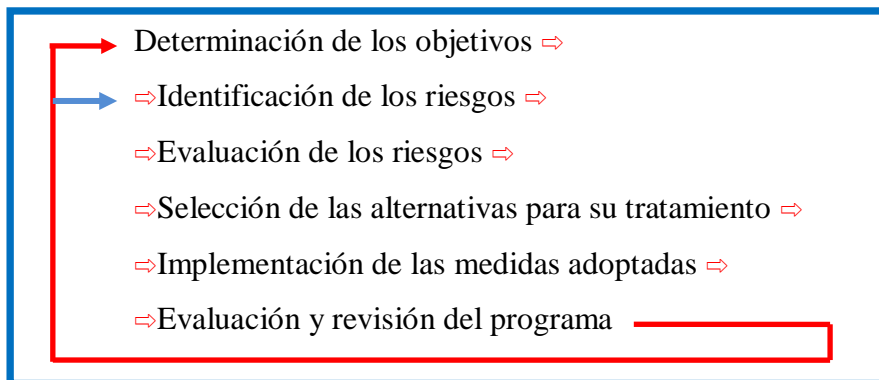 Determinación de los objetivos ⇨
⇨Identificación de los riesgos ⇨
⇨Evaluación de los riesgos ⇨
⇨Selección de las alternativas para su tratamiento ⇨
⇨Implementación de las medidas adoptadas ⇨
⇨Evaluación y revisión del programa